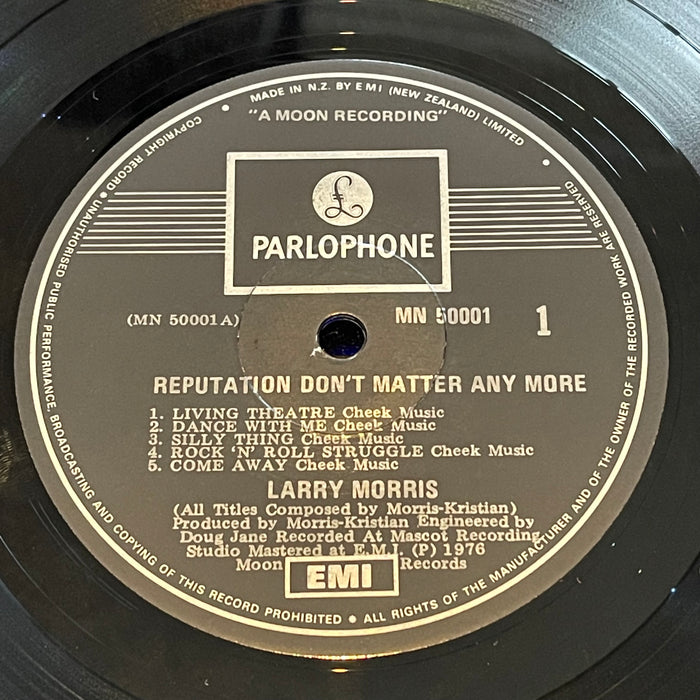 MADE IN N.Z. BY EMI (NEW ZEALAND) LIMITED
"A MOON RECORDING"
£
PARLOPHONE
(MN 50001A)
MN 50001
1
REPUTATION DON'T MATTER ANY MORE
1. LIVING THEATRE Cheek Music
2. DANCE WITH ME Cheek Music
3. SILLY THING Cheek Music
4. ROCK 'N' ROLL STRUGGLE Cheek Music
5. COME AWAY Cheek Music
LARRY MORRIS
(All Titles Composed by Morris-Kristian)
Produced by Morris-Kristian Engineered by
Doug Jane Recorded At Mascot Recording
Studio Mastered at E.M.I. (P) 1976
Moon Records
EMI
ALL RIGHTS OF THE MANUFACTURER AND OF THE OWNER OF THE RECORDED WORK ARE RESERVED
UNAUTHORISED PUBLIC PERFORMANCE, BROADCASTING AND COPYING OF THIS RECORD PROHIBITED
COPYRIGHT RECORD